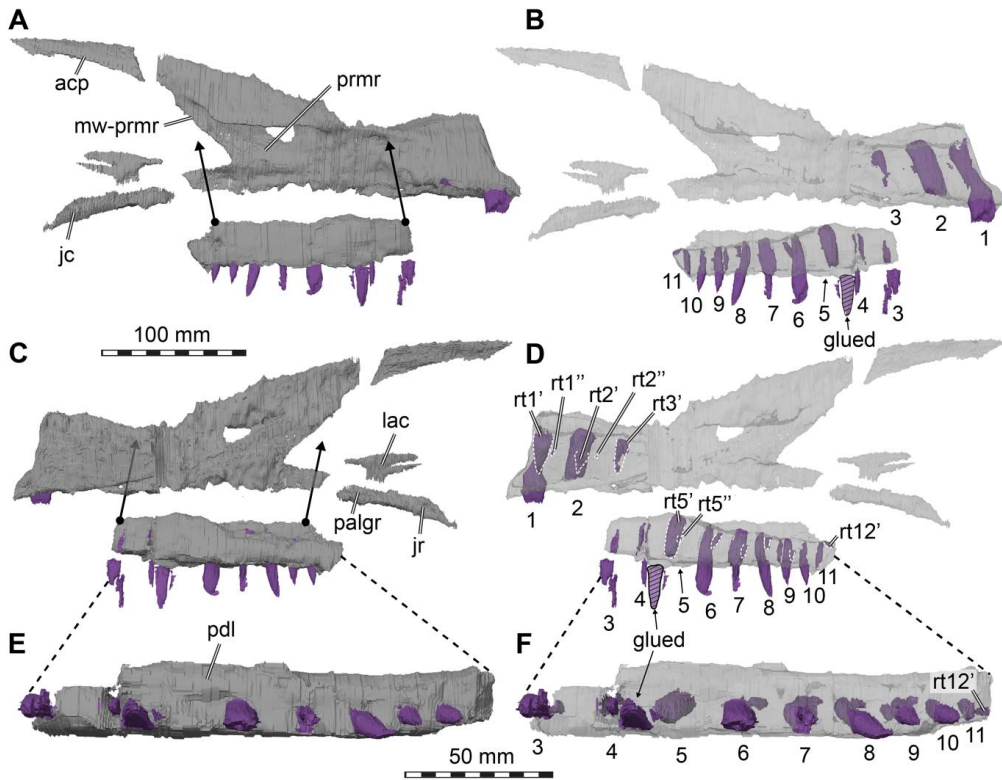 A
B
acp
prmr
mw-prmr
jc
3
2
1
11
10
9
8
7
6
5
4
3
glued
100 mm
C
D
rt1’
rt1’’
rt2’
rt2’’
rt3’
lac
palgr
jr
1
2
rt5’
rt5’’
rt12’
3
4
5
6
7
8
9
10
11
glued
E
pdl
F
rt12’
3
4
5
6
7
8
9
10
11
50 mm